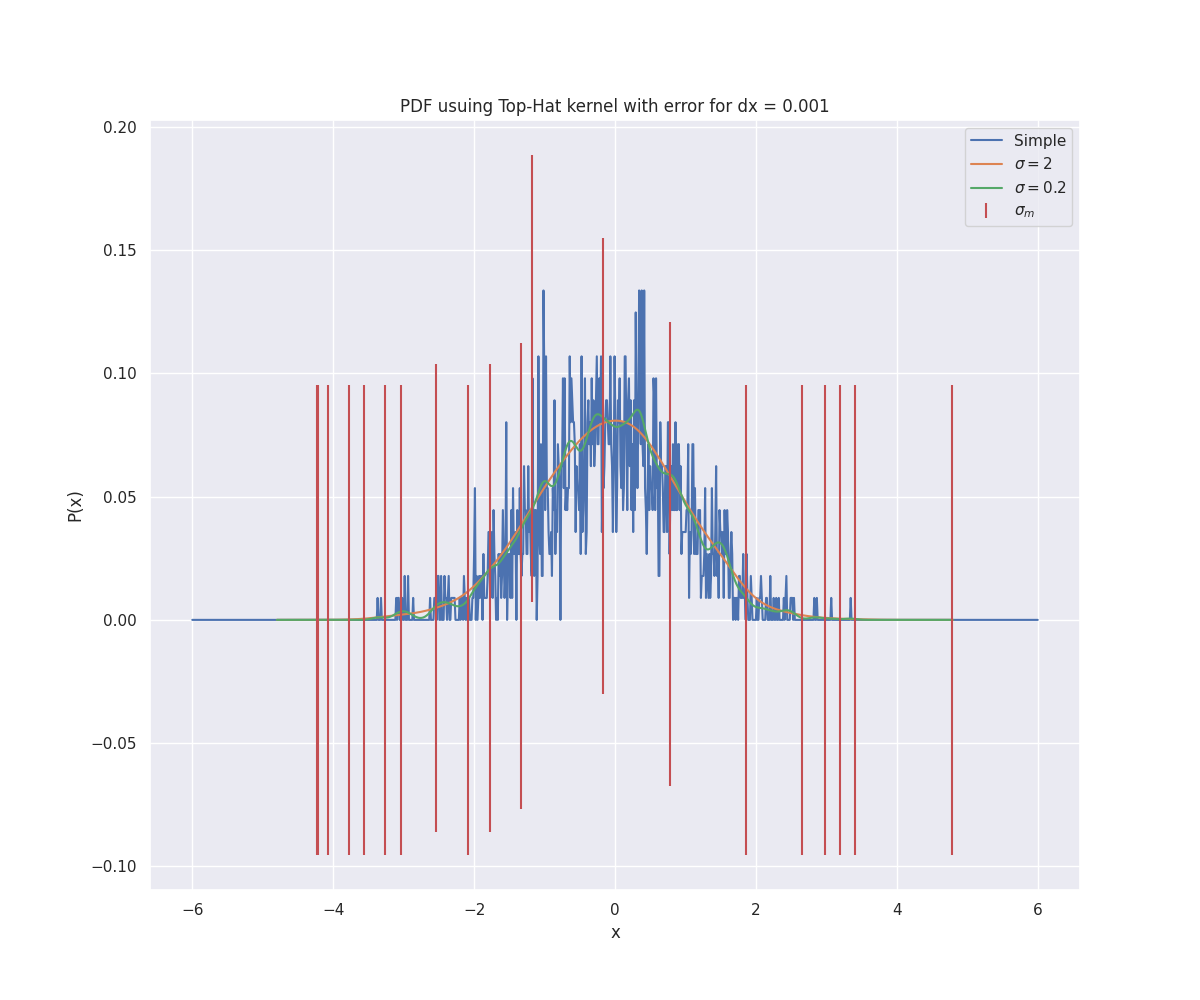 PDF usuing Top-Hat kernel with error for dx = 0.001
Simple
σ = 2
σ = 0.2
σm
P(x)
0.20
0.15
0.10
0.05
0.00
−0.05
−0.10
−6 −4 −2 0 2 4 6
x